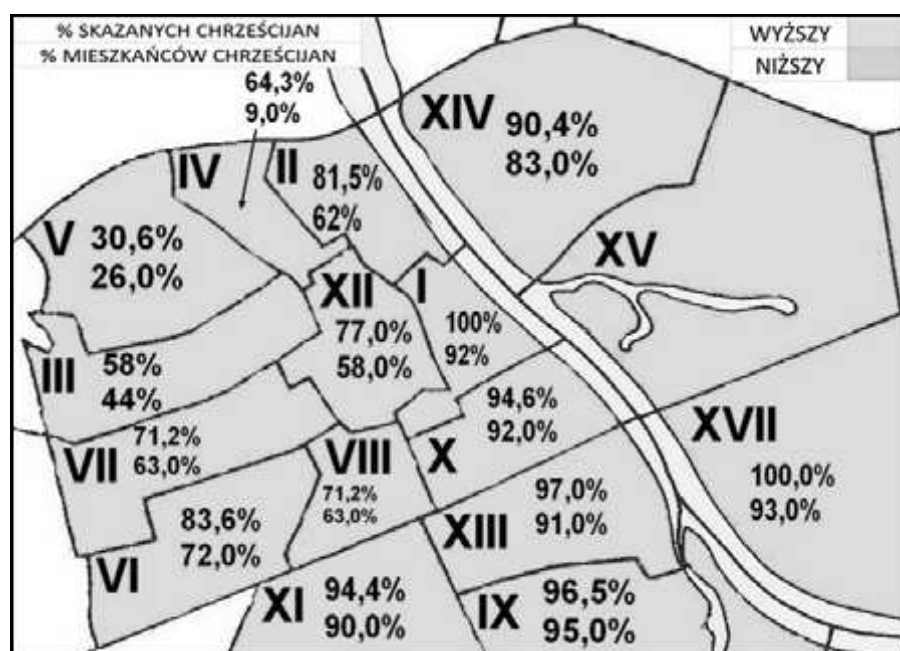 % SKAZANYCH CHRZEŚCIJAN
% MIESZKAŃCÓW CHRZEŚCIJAN
WYŻSZY
NIŻSZY
64,3%
9,0%
XIV
90,4%
83,0%
IV
II
81,5%
62%
V
30,6%
26,0%
XV
XII
77,0%
58,0%
I
100%
92%
III
58%
44%
94,6%
92,0%
X
XVII
100,0%
93,0%
VII
71,2%
63,0%
VIII
71,2%
63,0%
XIII
97,0%
91,0%
VI
83,6%
72,0%
XI
94,4%
90,0%
IX
96,5%
95,0%